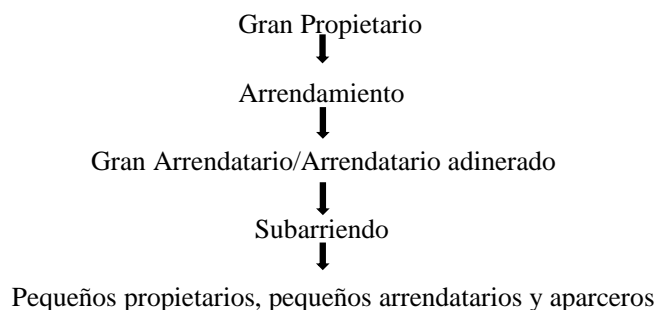 Gran Propietario
Arrendamiento
Gran Arrendatario/Arrendatario adinerado
Subarriendo
Pequeños propietarios, pequeños arrendatarios y aparceros